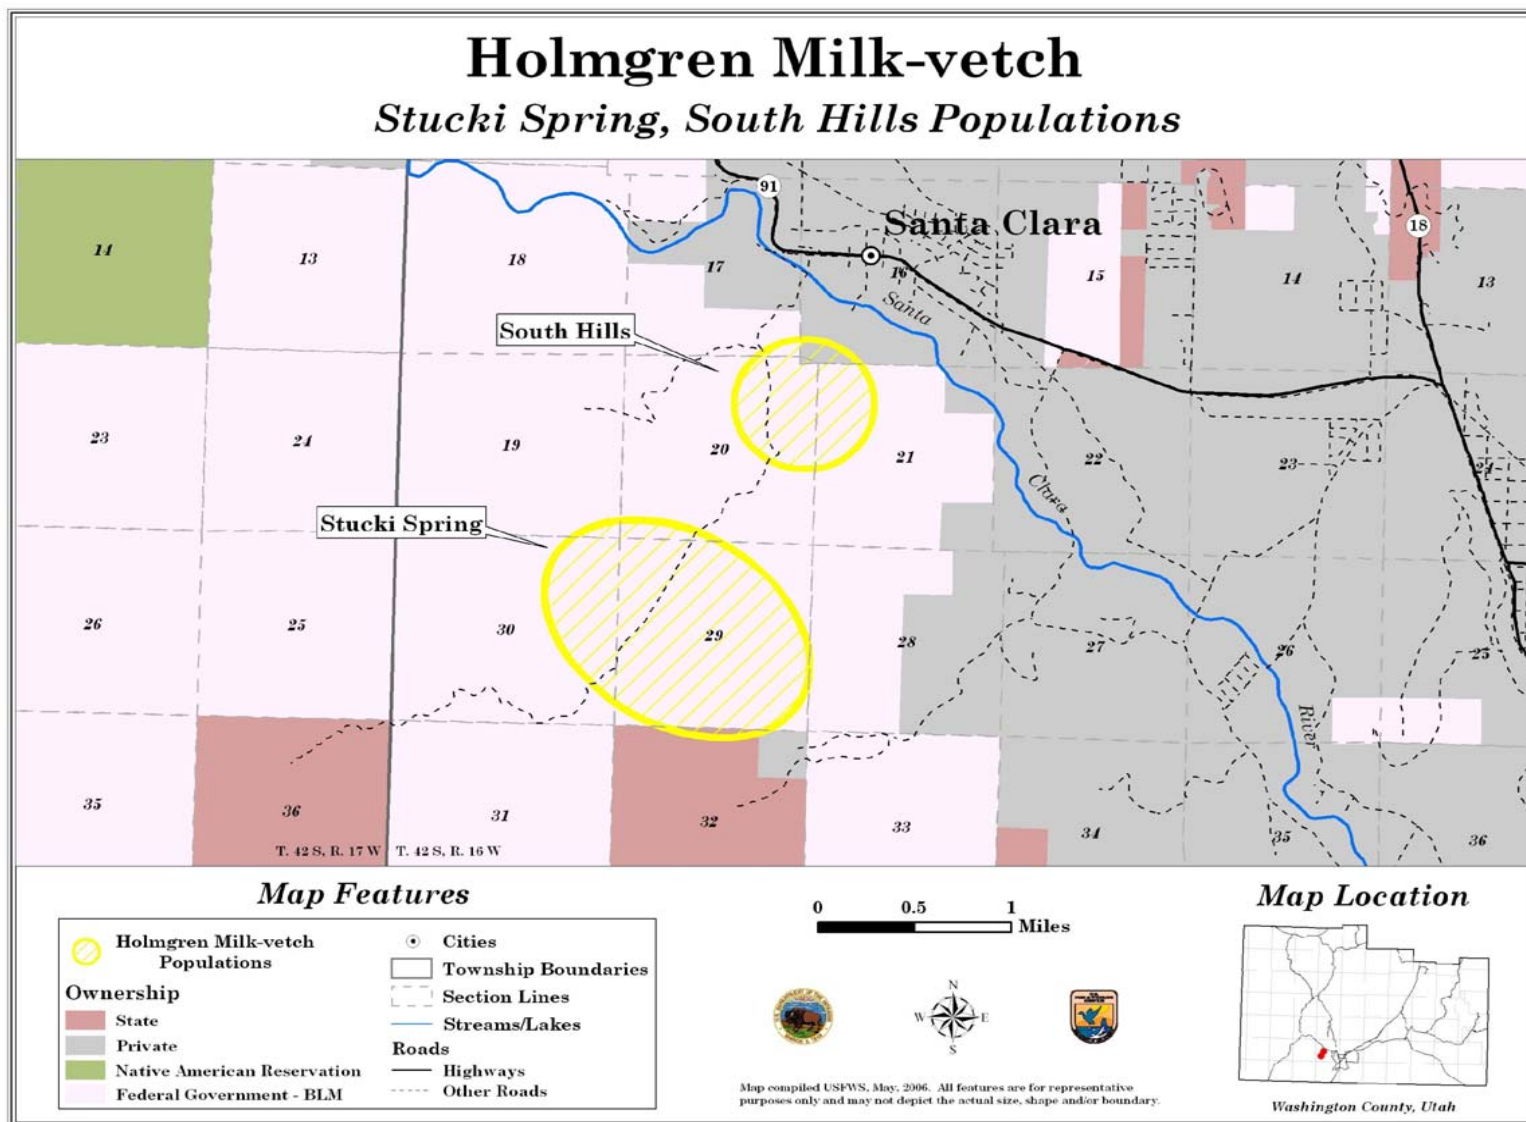 Holmgren Milk-vetch
Stucki Spring, South Hills Populations
91
Santa Clara
18
14
13
18
17
16
15
14
13
Santa
South Hills
23
24
19
20
21
22
23
24
Clara
Stucki Spring
26
25
30
29
28
27
26
25
River
35
36
31
32
33
34
35
36
T. 42 S, R. 17 W
T. 42 S, R. 16 W
Map Features
Holmgren Milk-vetch
Populations
Ownership
State
Private
Native American Reservation
Federal Government - BLM
Cities
Township Boundaries
Section Lines
Streams/Lakes
Roads
Highways
Other Roads
0 0.5 1
Miles
N
W E
S
Map compiled USFWS, May, 2006. All features are for representative
purposes only and may not depict the actual size, shape and/or boundary.
Map Location
Washington County, Utah